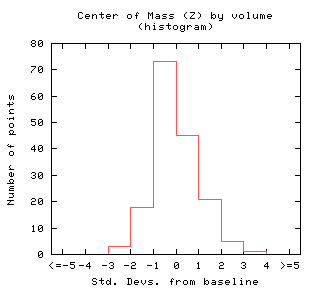 Center of Mass (Z) by volume
(histogram)
80
70
60
50
40
30
20
10
0
Number of points
<=-5 -4 -3 -2 -1 0 1 2 3 4 >=5
Std. Devs. from baseline